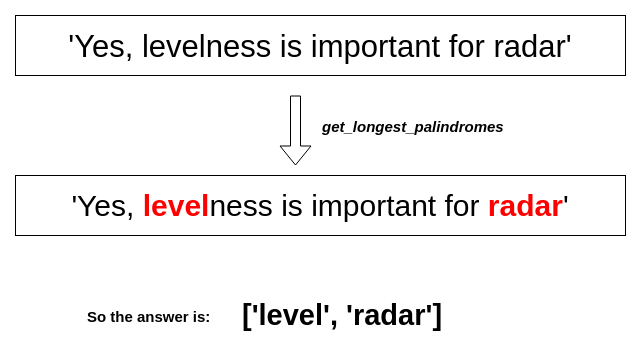 'Yes, levelness is important for radar'
get_longest_palindromes
'Yes, levelness is important for radar'
So the answer is: ['level', 'radar']